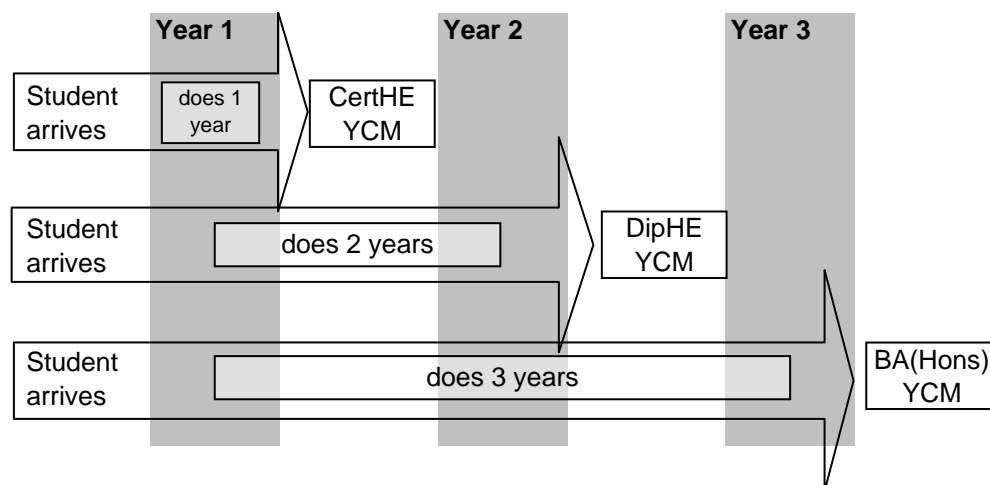 Year 1
Year 2
Year 3
Student
arrives
does 1
year
CertHE
YCM
Student
arrives
does 2 years
DipHE
YCM
Student
arrives
does 3 years
BA(Hons)
YCM